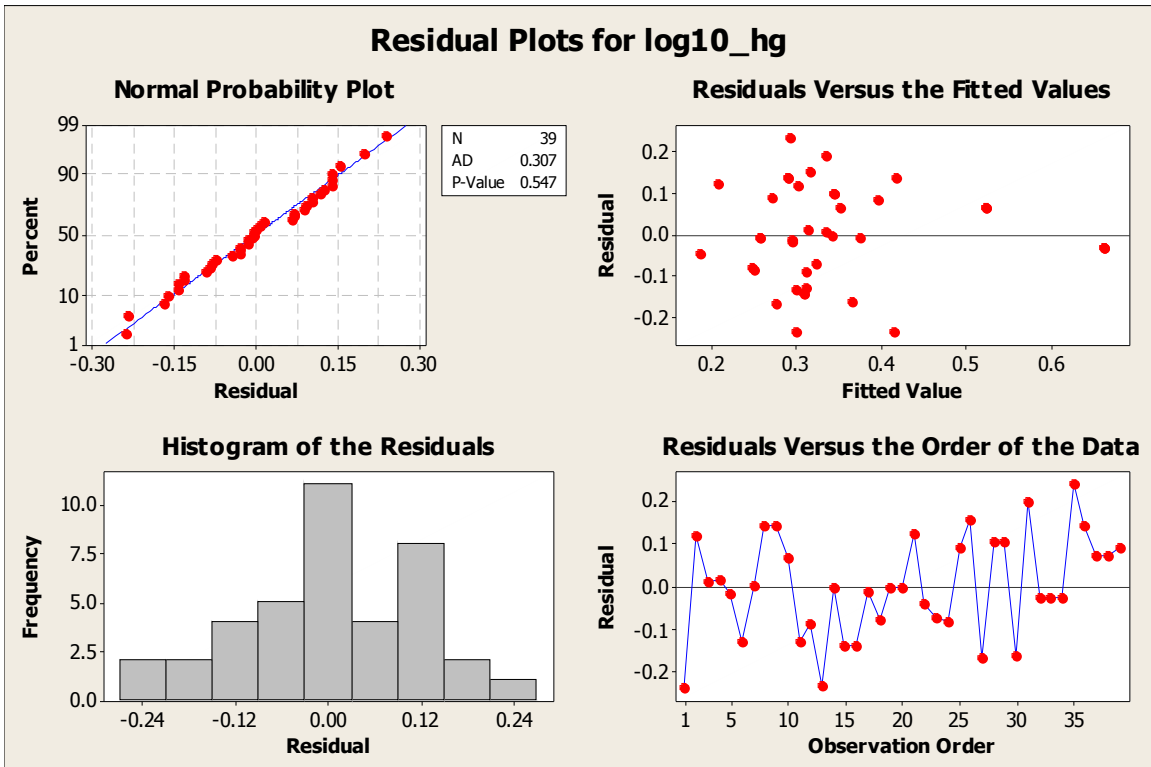 Residual Plots for log10_hg
Normal Probability Plot
99
90
50
10
1
Percent
-0.30 -0.15 0.00 0.15 0.30
Residual
N 39
AD 0.307
P-Value 0.547
Residuals Versus the Fitted Values
0.2
0.1
0.0
-0.1
-0.2
Residual
0.2 0.3 0.4 0.5 0.6
Fitted Value
Histogram of the Residuals
10.0
7.5
5.0
2.5
0.0
Frequency
-0.24 -0.12 0.00 0.12 0.24
Residual
Residuals Versus the Order of the Data
0.2
0.1
0.0
-0.1
-0.2
Residual
1 5 10 15 20 25 30 35
Observation Order